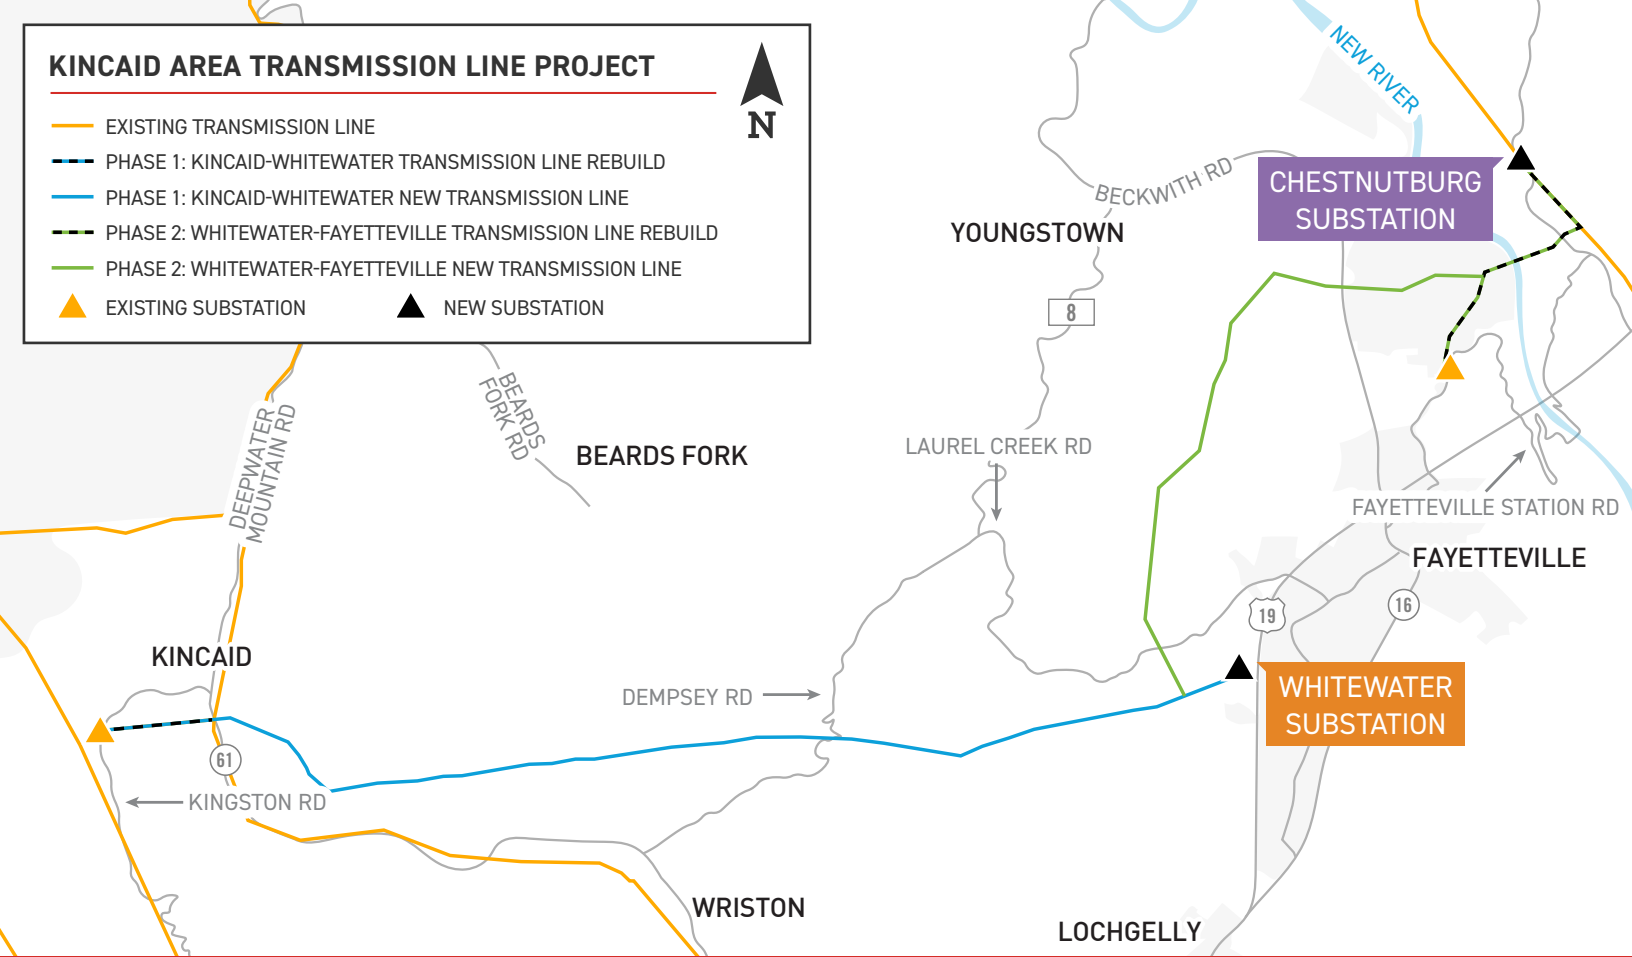 KINCAID AREA TRANSMISSION LINE PROJECT
N
EXISTING TRANSMISSION LINE
PHASE 1: KINCAID-WHITEWATER TRANSMISSION LINE REBUILD
PHASE 1: KINCAID-WHITEWATER NEW TRANSMISSION LINE
PHASE 2: WHITEWATER-FAYETTEVILLE TRANSMISSION LINE REBUILD
PHASE 2: WHITEWATER-FAYETTEVILLE NEW TRANSMISSION LINE
EXISTING SUBSTATION
NEW SUBSTATION
NEW RIVER
BECKWITH RD
CHESTNUTBURG
SUBSTATION
YOUNGSTOWN
8
BEARDS
FORK RD
DEEPWATER
MOUNTAIN RD
BEARDS FORK
LAUREL CREEK RD
FAYETTEVILLE STATION RD
FAYETTEVILLE
19
16
KINCAID
DEMPSEY RD
WHITEWATER
SUBSTATION
61
KINGSTON RD
WRISTON
LOCHGELLY